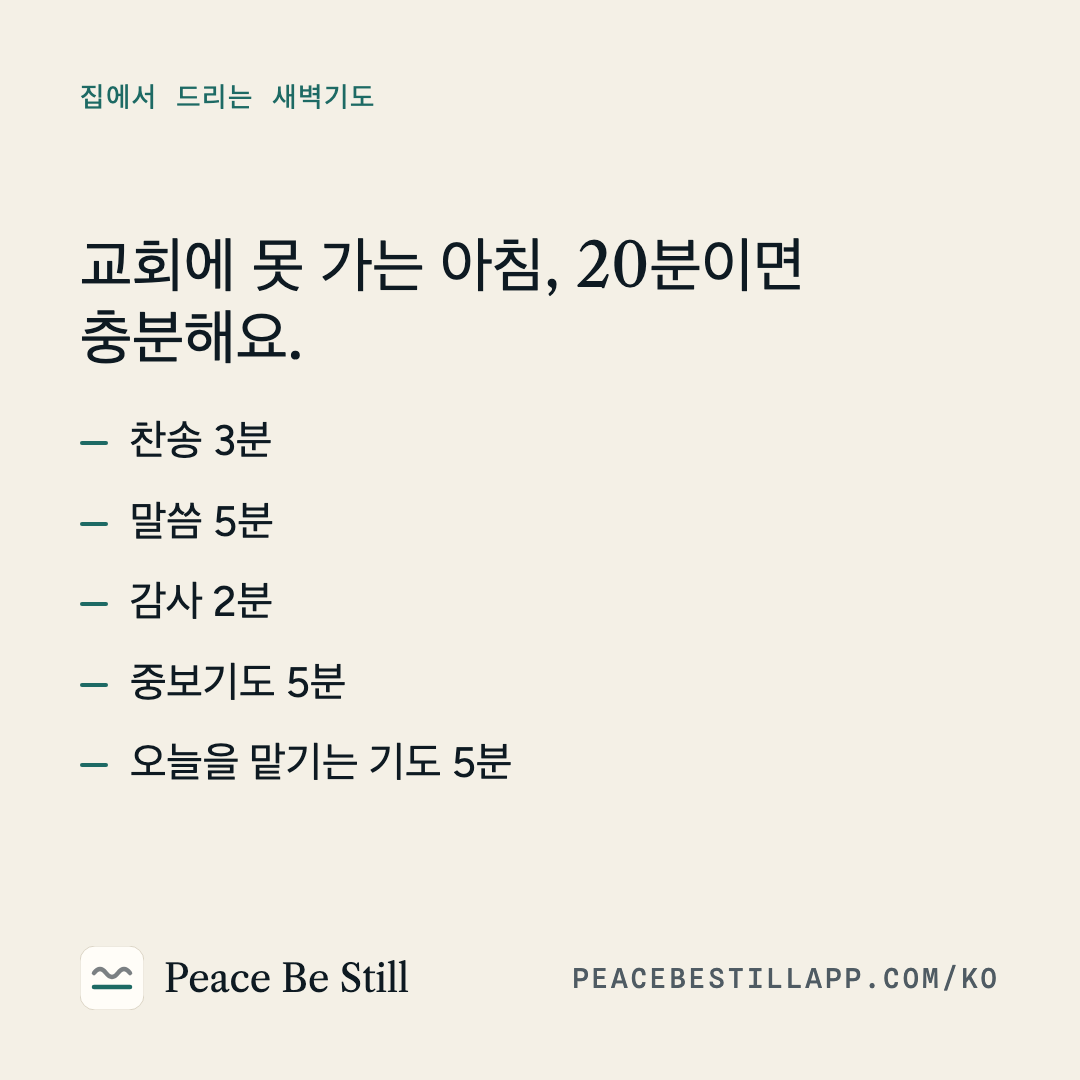 집에서 드리는 새벽기도
교회에 못 가는 아침, 20분이면
충분해요.
— 찬송 3분
— 말씀 5분
— 감사 2분
— 중보기도 5분
— 오늘을 맡기는 기도 5분
Peace Be Still
PEACEBESTILLAPP.COM/KO